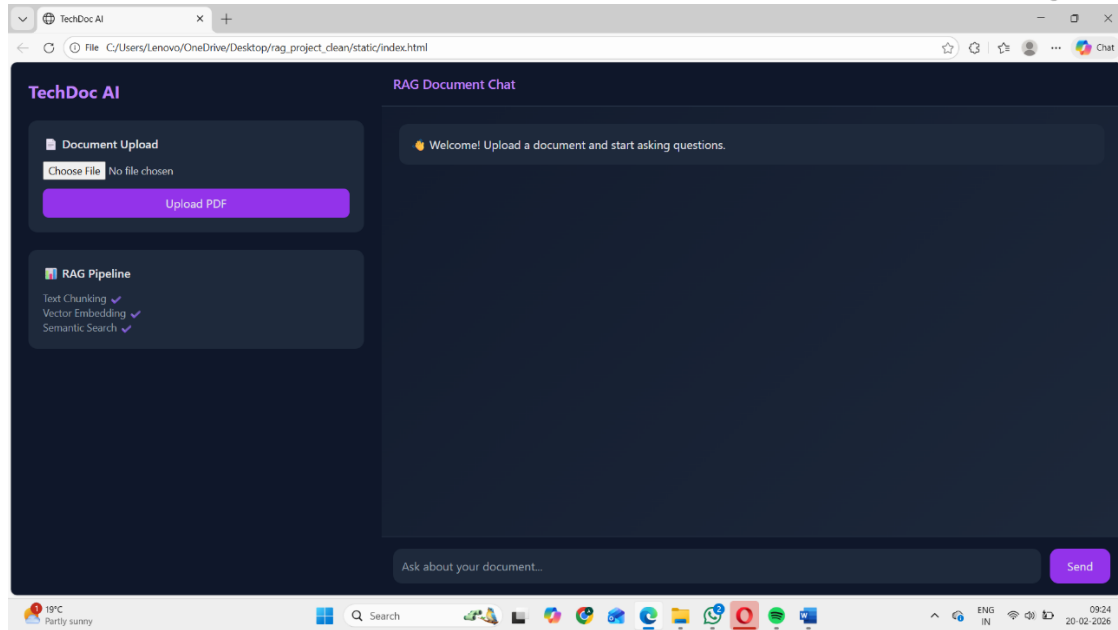 TechDoc AI
File C:/Users/Lenovo/OneDrive/Desktop/rag_project_clean/static/index.html
Chat
TechDoc AI
Document Upload
Choose File No file chosen
Upload PDF
RAG Pipeline
Text Chunking
Vector Embedding
Semantic Search
RAG Document Chat
Welcome! Upload a document and start asking questions.
Ask about your document...
Send
1
19°C
Partly sunny
Search
ENG
IN
09:24
20-02-2026